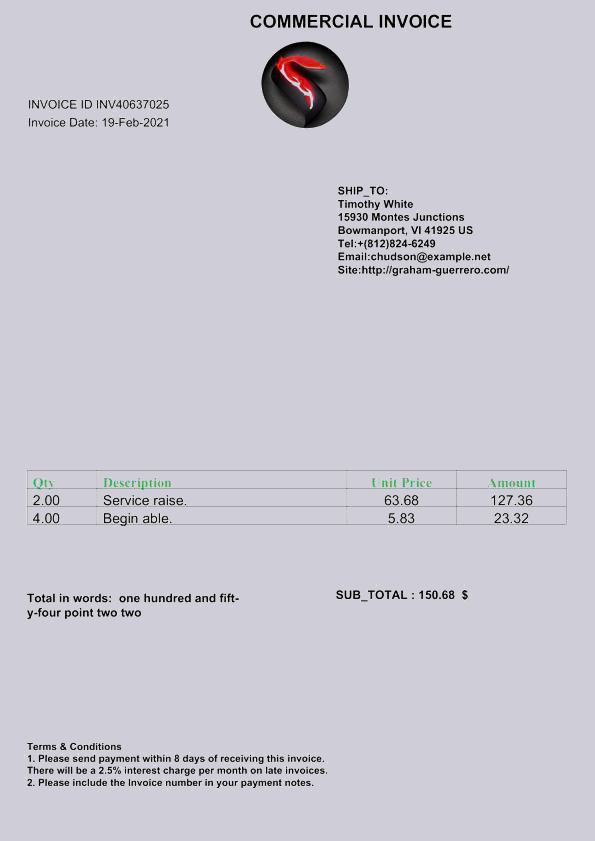 COMMERCIAL INVOICE
INVOICE ID INV40637025
Invoice Date: 19-Feb-2021
SHIP_TO:
Timothy White
15930 Montes Junctions
Bowmanport, VI 41925 US
Tel:+(812)824-6249
Email:chudson@example.net
Site:http://graham-guerrero.com/
Qty Description Unit Price Amount
2.00 Service raise. 63.68 127.36
4.00 Begin able. 5.83 23.32
Total in words: one hundred and fift-
y-four point two two
SUB_TOTAL : 150.68 $
Terms & Conditions
1. Please send payment within 8 days of receiving this invoice.
There will be a 2.5% interest charge per month on late invoices.
2. Please include the Invoice number in your payment notes.